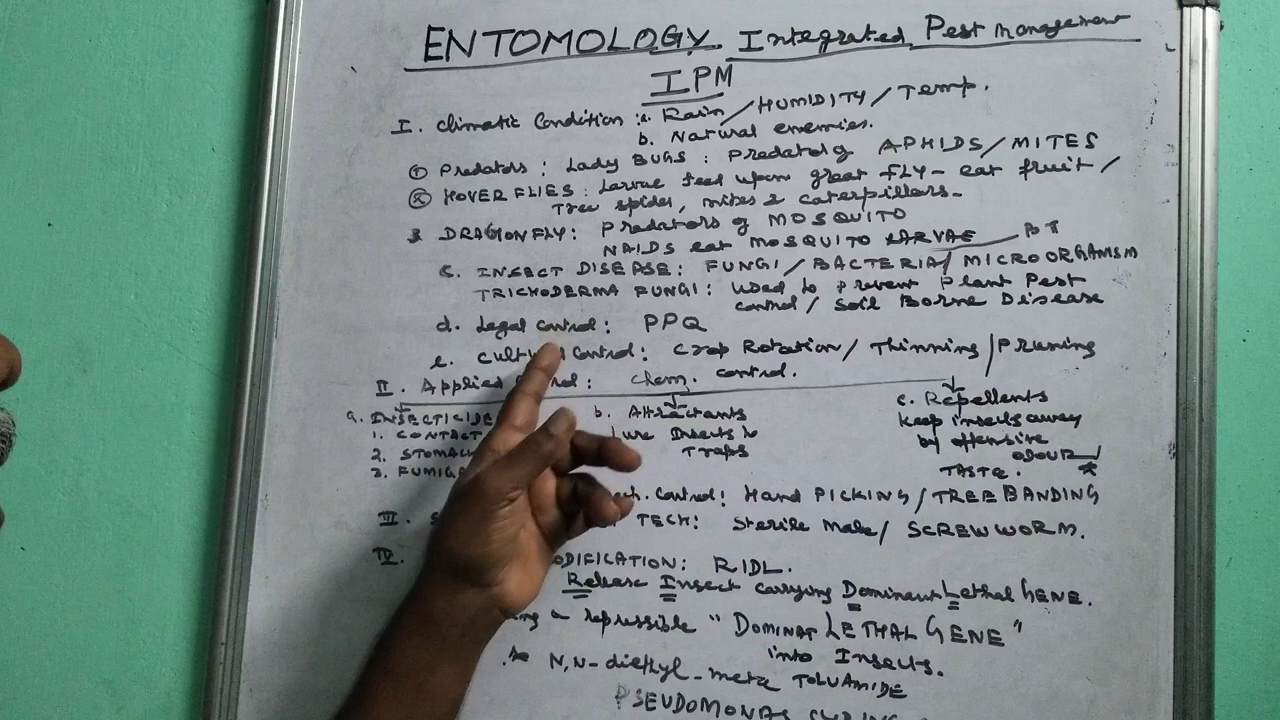 ENTOMOLOGY. Integrated Pest Management
IPM
I. Climatic Condition: a. Rain/HUMIDITY/Temp.
b. Natural enemies.
① Predators: Lady BUGS: Predator of APHIDS/MITES
② HOVER FLIES: Larvae feed upon great FLY- eat fruit/
Tree spider, mites & caterpillars-
3 DRAGONFLY: Predators of MOSQUITO
NAIDS eat MOSQUITO LARVAE BT
C. INSECT DISEASE: FUNGI/BACTERIA/MICROORGAMSM
TRICHODERMA FUNGI: Used to prevent Plant Pest
control/Soil Borne Disease
d. Legal control: PPQ
e. Control: Crop Rotation/Thinning/Pruning
II. Applied Chem. control.
a. INSECTICIDE b. Attractants c. Repellents
1. CONTACT Lure Insects to keep insects away
2. STOMACH Traps by offensive
3. ODOUR/
TASTE.
Control: Hand PICKING/TREE BANDING
III. TECH: Sterile Male/SCREW WORM.
IV. RIDL.
Release Insect carrying Dominant Lethal GENE.
a repressible "DOMINAT LETHAL GENE"
into Insects.
N,N-diethyl-meta TOLUAMIDE
PSEUDOMONAS